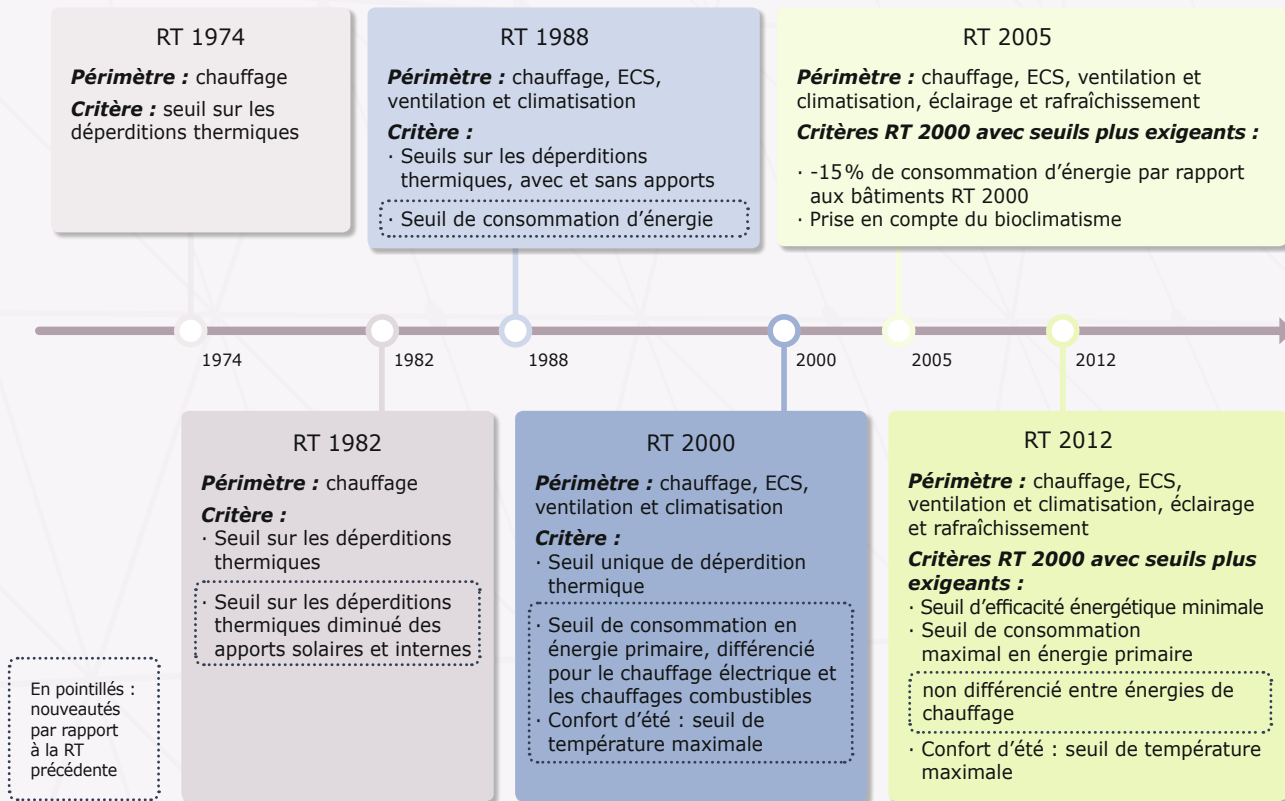 RT 1974
Périmètre : chauffage
Critère : seuil sur les
déperditions thermiques
RT 1988
Périmètre : chauffage, ECS,
ventilation et climatisation
Critère :
· Seuils sur les déperditions
thermiques, avec et sans apports
· Seuil de consommation d’énergie
RT 2005
Périmètre : chauffage, ECS, ventilation et
climatisation, éclairage et rafraîchissement
Critères RT 2000 avec seuils plus exigeants :
· -15% de consommation d’énergie par rapport
aux bâtiments RT 2000
· Prise en compte du bioclimatisme
1974
1982
1988
2000
2005
2012
RT 1982
Périmètre : chauffage
Critère :
· Seuil sur les déperditions
thermiques
· Seuil sur les déperditions
thermiques diminué des
apports solaires et internes
RT 2000
Périmètre : chauffage, ECS,
ventilation et climatisation
Critère :
· Seuil unique de déperdition
thermique
· Seuil de consommation en
énergie primaire, différencié
pour le chauffage électrique et
les chauffages combustibles
· Confort d’été : seuil de
température maximale
RT 2012
Périmètre : chauffage, ECS,
ventilation et climatisation, éclairage
et rafraîchissement
Critères RT 2000 avec seuils plus
exigeants :
· Seuil d’efficacité énergétique minimale
· Seuil de consommation
maximal en énergie primaire
non différencié entre énergies de
chauffage
· Confort d’été : seuil de température
maximale
En pointillés :
nouveautés
par rapport
à la RT
précédente